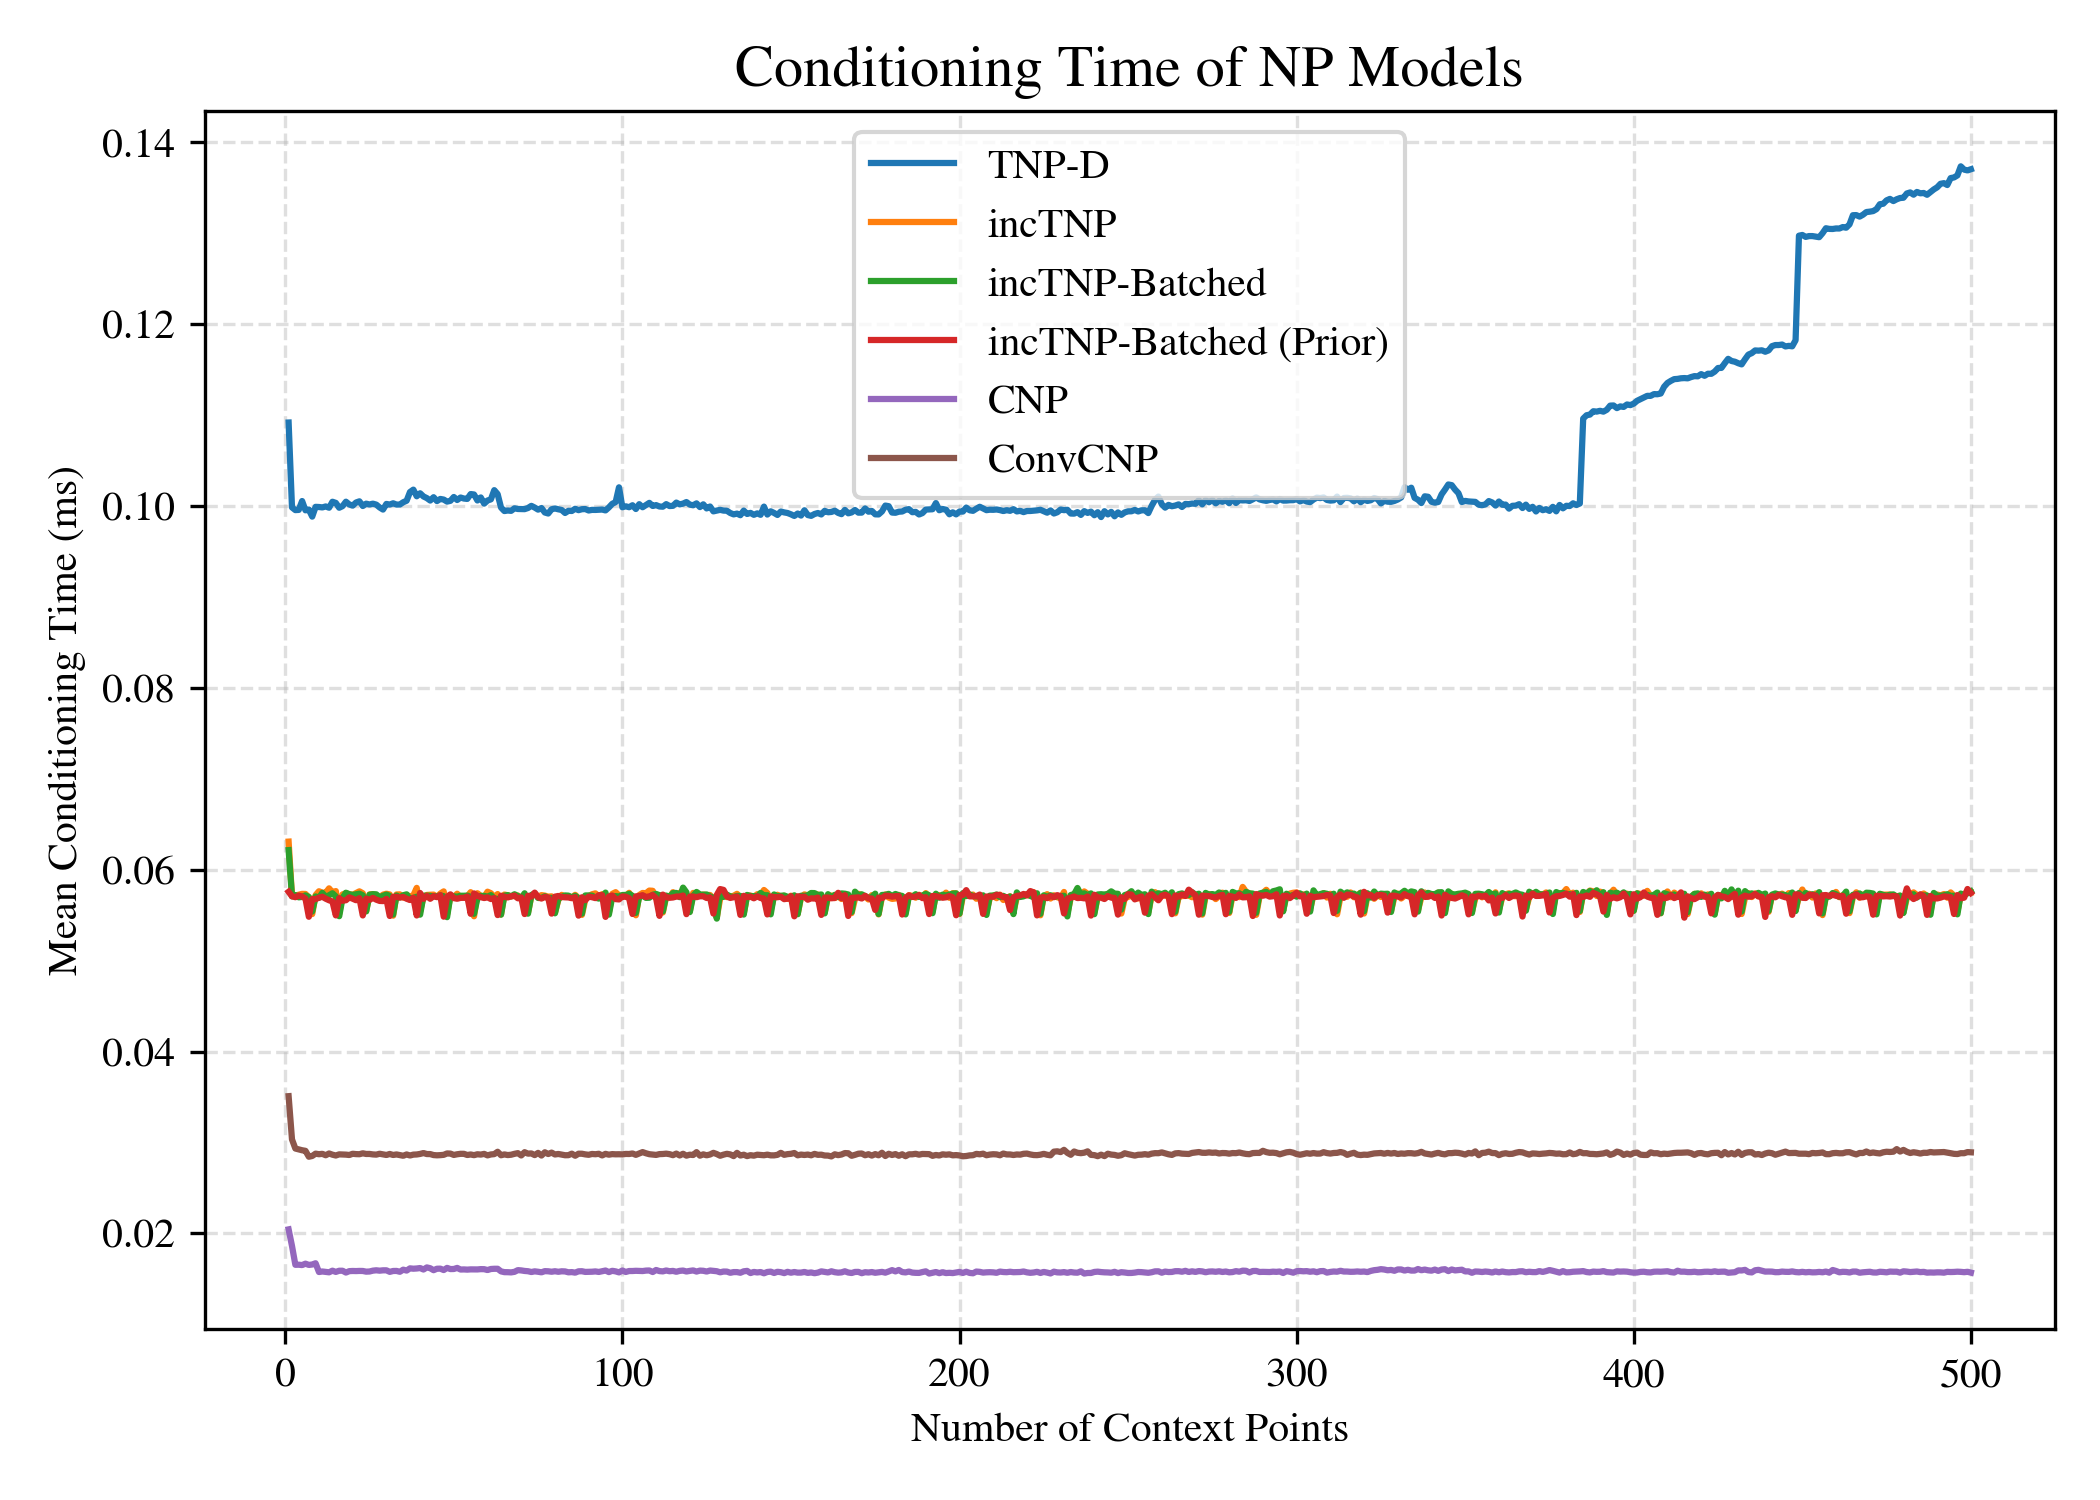 Conditioning Time of NP Models
Mean Conditioning Time (ms)
0.14
0.12
0.10
0.08
0.06
0.04
0.02
TNP-D
incTNP
incTNP-Batched
incTNP-Batched (Prior)
CNP
ConvCNP
0 100 200 300 400 500
Number of Context Points